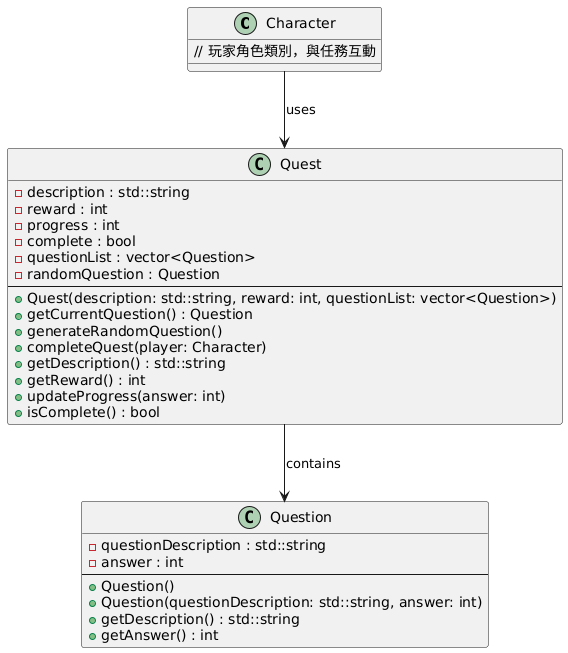 C Character
// 玩家角色類別，與任務互動
uses
C Quest
description : std::string
reward : int
progress : int
complete : bool
questionList : vector<Question>
randomQuestion : Question
Quest(description: std::string, reward: int, questionList: vector<Question>)
getCurrentQuestion() : Question
generateRandomQuestion()
completeQuest(player: Character)
getDescription() : std::string
getReward() : int
updateProgress(answer: int)
isComplete() : bool
contains
C Question
questionDescription : std::string
answer : int
Question()
Question(questionDescription: std::string, answer: int)
getDescription() : std::string
getAnswer() : int